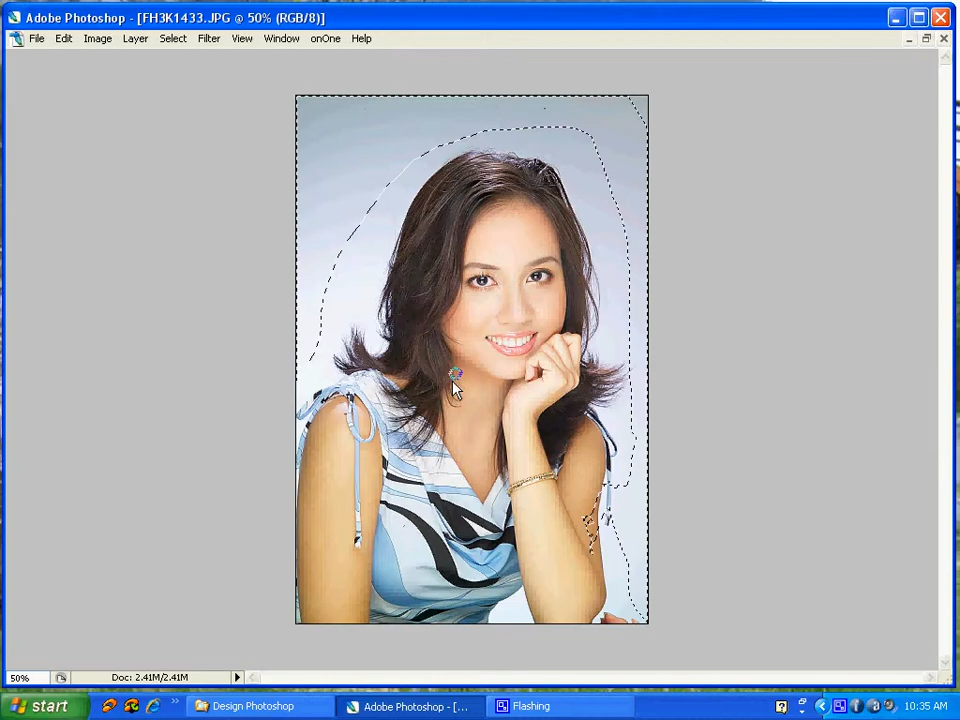 Adobe Photoshop - [FH3K1433.JPG @ 50% (RGB/8)]
File Edit Image Layer Select Filter View Window onOne Help
50% Doc: 2.41M/2.41M
start Design Photoshop Adobe Photoshop - [... Flashing 10:35 AM